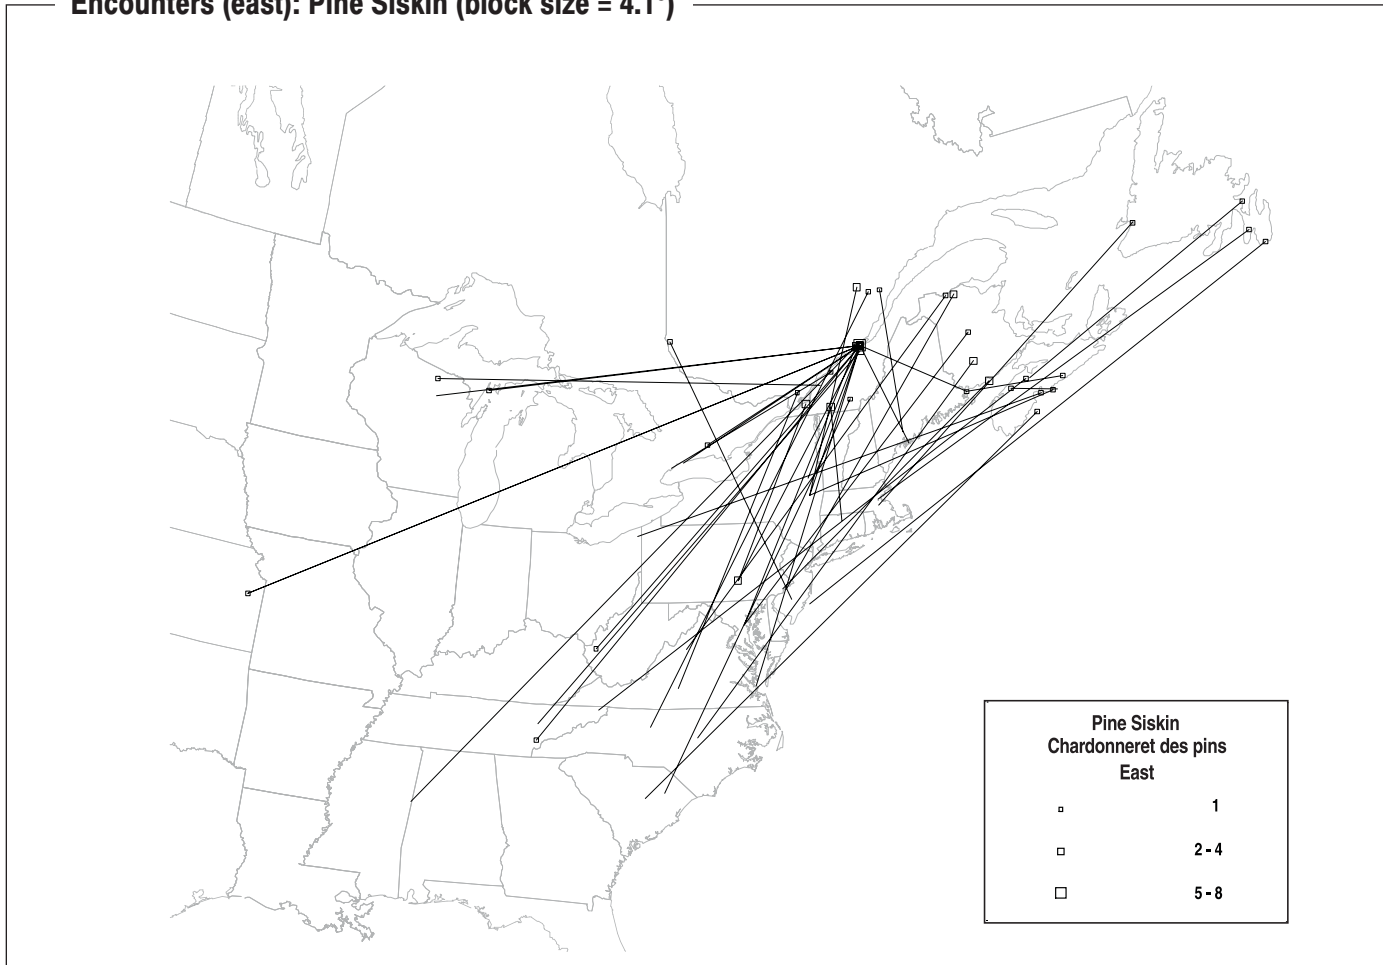 Encounters (east): Pine Siskin (block size = 4.1°)
Pine Siskin
Chardonneret des pins
East
1
2 - 4
5 - 8